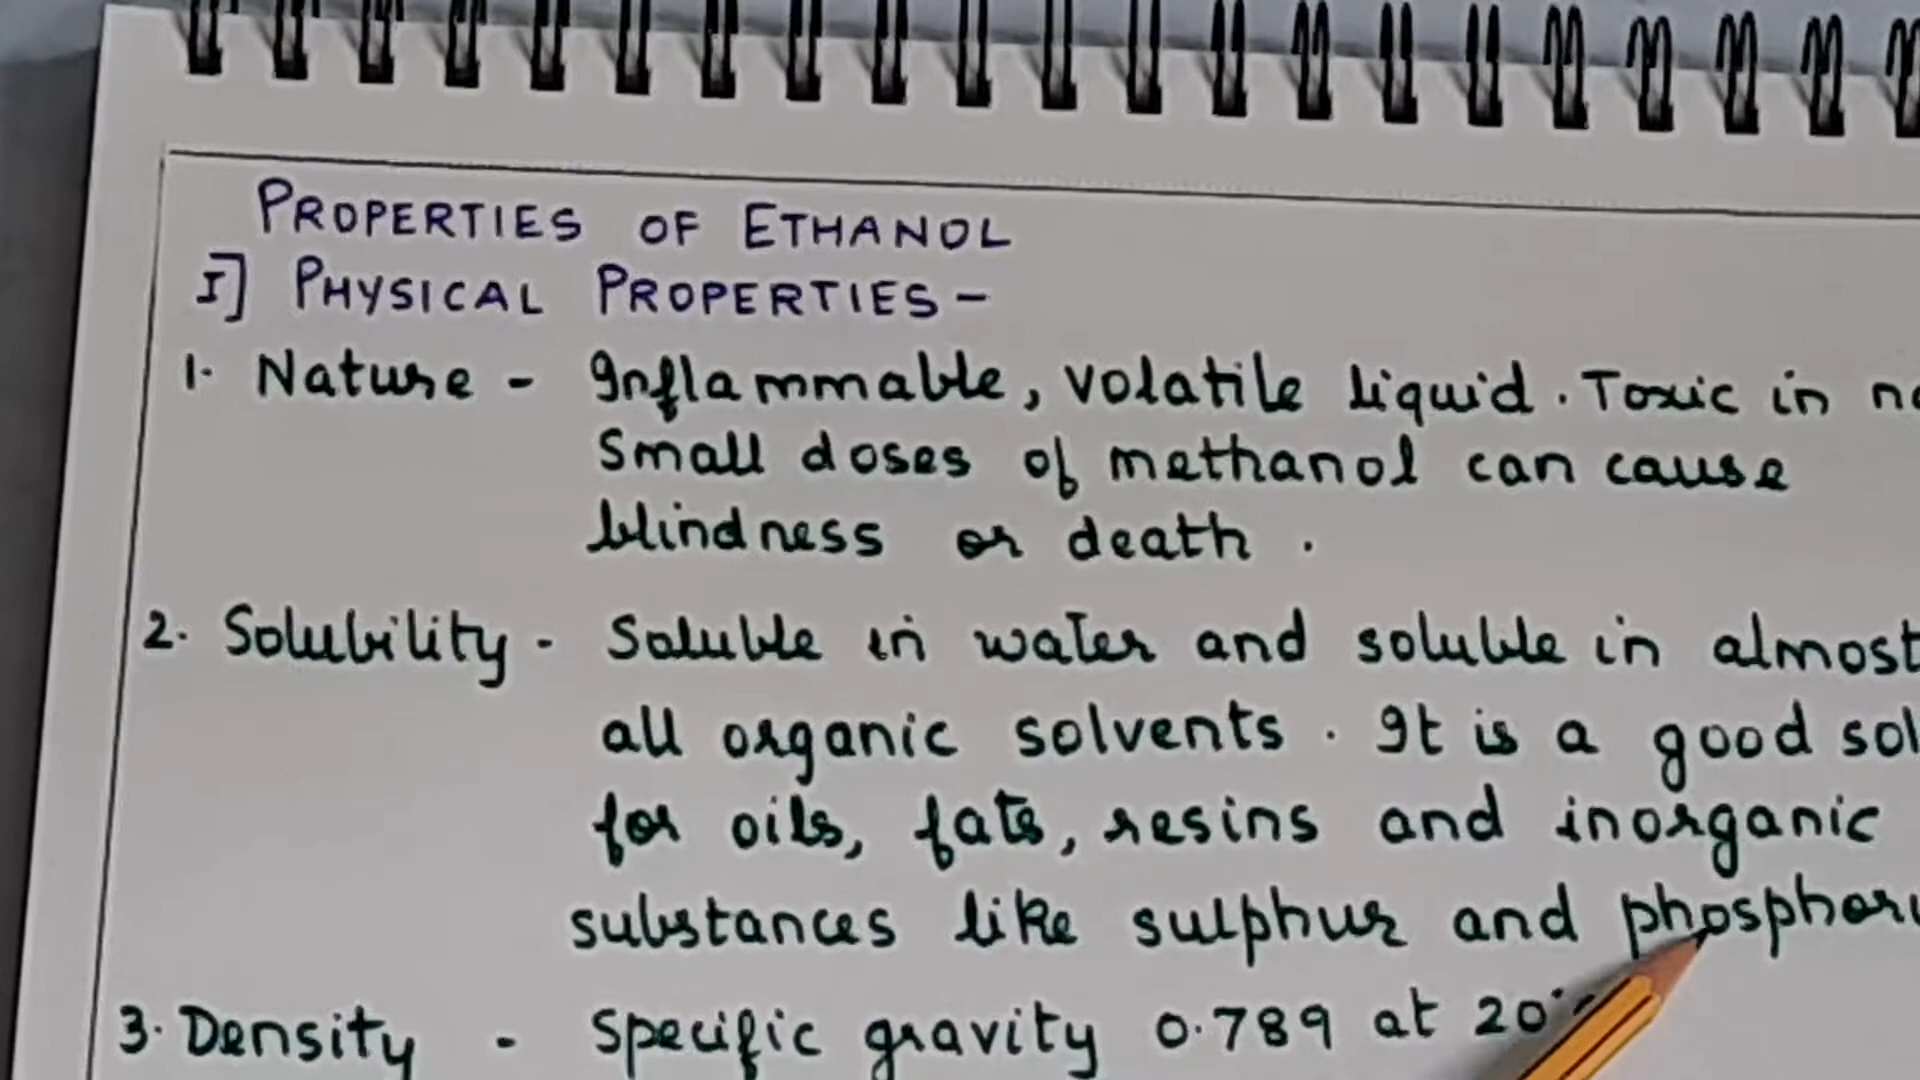 PROPERTIES OF ETHANOL
I] PHYSICAL PROPERTIES-
1. Nature - Inflammable, volatile liquid. Toxic in
Small doses of methanol can cause
blindness or death.
2. Solubility - Soluble in water and soluble in almost
all organic solvents. It is a good
for oils, fats, resins and inorganic
substances like sulphur and
3. Density - Specific gravity 0.789 at 20°